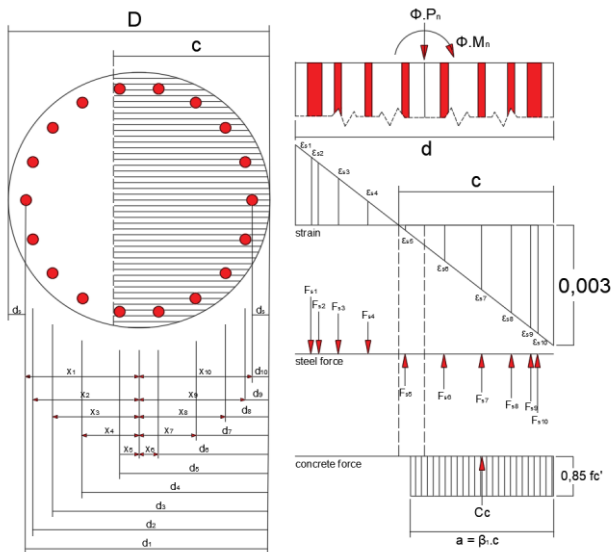 D
c
dₛ
dₛ
x₁
x₁₀
d₁₀
x₂
x₉
d₉
x₃
x₈
d₈
x₄
x₇
d₇
x₅
x₆
d₆
d₅
d₄
d₃
d₂
d₁
Φ.Pₙ
Φ.Mₙ
d
εₛ₁
εₛ₂
εₛ₃
εₛ₄
c
strain
εₛ₅
εₛ₆
εₛ₇
εₛ₈
εₛ₉
εₛ₁₀
0,003
Fₛ₁
Fₛ₂
Fₛ₃
Fₛ₄
steel force
Fₛ₅
Fₛ₆
Fₛ₇
Fₛ₈
Fₛ₉
Fₛ₁₀
concrete force
Cc
0,85 fc'
a = β₁.c